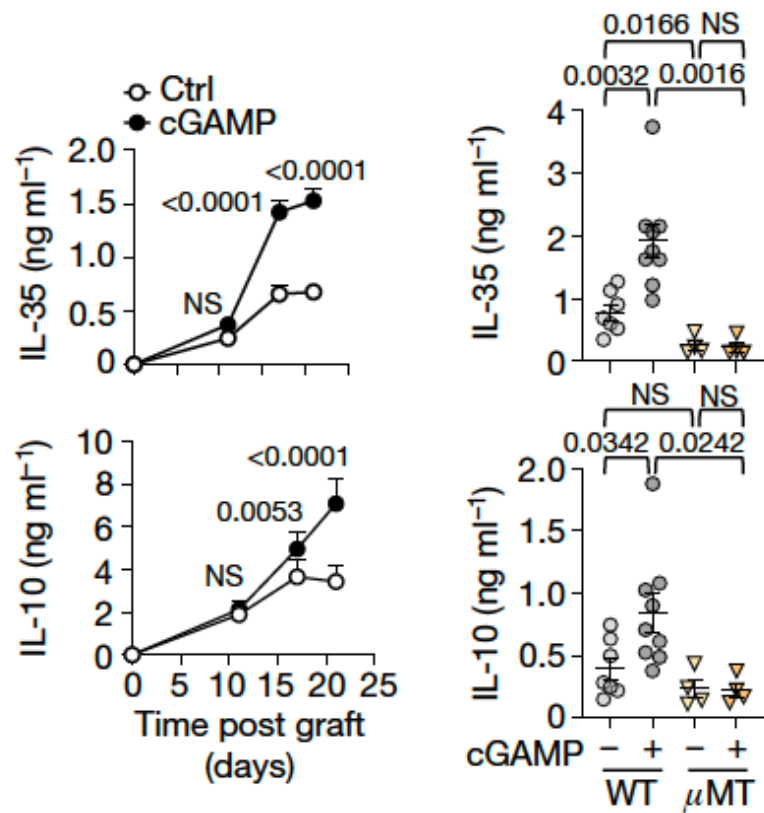 Ctrl
cGAMP
IL-35 (ng ml⁻¹)
2.0
1.5
1.0
0.5
0
NS
<0.0001
<0.0001
IL-10 (ng ml⁻¹)
10
8
6
4
2
0
NS
0.0053
<0.0001
0 5 10 15 20 25
Time post graft
(days)
0.0166 NS
0.0032 0.0016
IL-35 (ng ml⁻¹)
4
3
2
1
0
NS NS
0.0342 0.0242
IL-10 (ng ml⁻¹)
2.0
1.5
1.0
0.5
0
cGAMP − + − +
WT μMT